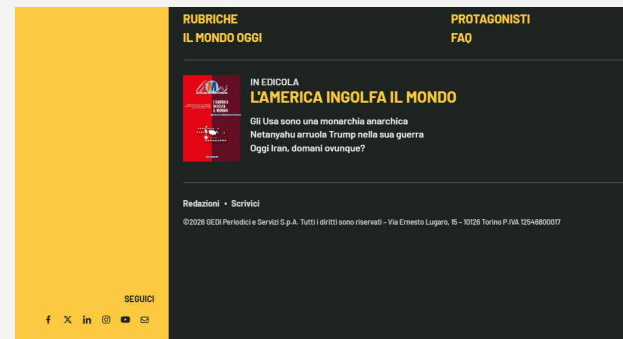 RUBRICHE
PROTAGONISTI
IL MONDO OGGI
FAQ
IN EDICOLA
L'AMERICA INGOLFA IL MONDO
Gli Usa sono una monarchia anarchica
Netanyahu arruola Trump nella sua guerra
Oggi Iran, domani ovunque?
Redazioni • Scrivici
©2026 GEDI Periodici e Servizi S.p.A. Tutti i diritti sono riservati – Via Ernesto Lugaro, 15 – 10126 Torino P.IVA 12546800017
SEGUICI